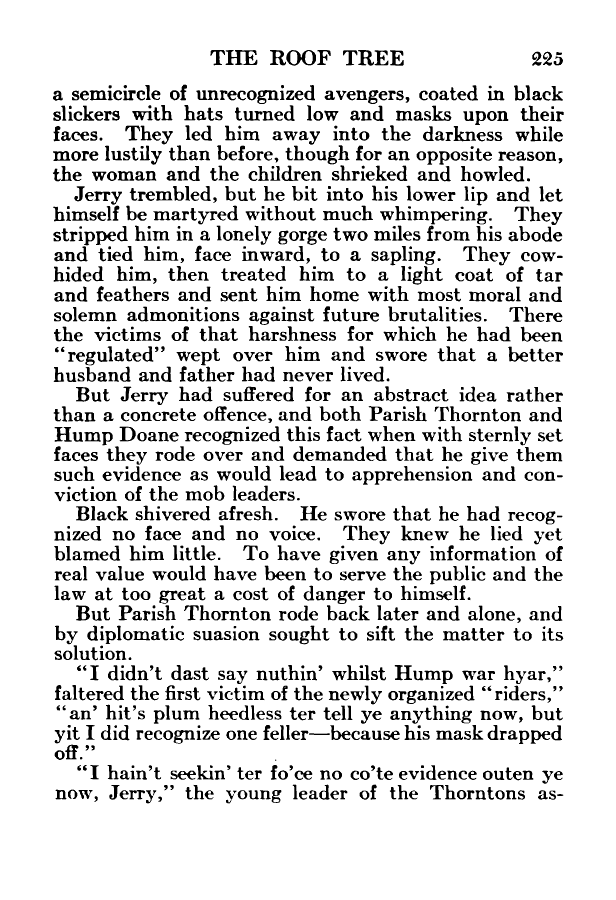 THE ROOF TREE 225
a semicircle of unrecognized avengers, coated in black
slickers with hats turned low and masks upon their
faces. They led him away into the darkness while
more lustily than before, though for an opposite reason,
the woman and the children shrieked and howled.
Jerry trembled, but he bit into his lower lip and let
himself be martyred without much whimpering. They
stripped him in a lonely gorge two miles from his abode
and tied him, face inward, to a sapling. They cow-
hided him, then treated him to a light coat of tar
and feathers and sent him home with most moral and
solemn admonitions against future brutalities. There
the victims of that harshness for which he had been
“regulated” wept over him and swore that a better
husband and father had never lived.
But Jerry had suffered for an abstract idea rather
than a concrete offence, and both Parish Thornton and
Hump Doane recognized this fact when with sternly set
faces they rode over and demanded that he give them
such evidence as would lead to apprehension and con-
viction of the mob leaders.
Black shivered afresh. He swore that he had recog-
nized no face and no voice. They knew he lied yet
blamed him little. To have given any information of
real value would have been to serve the public and the
law at too great a cost of danger to himself.
But Parish Thornton rode back later and alone, and
by diplomatic suasion sought to sift the matter to its
solution.
“I didn't dast say nuthin' whilst Hump war hyar,”
faltered the first victim of the newly organized “riders,”
“an' hit's plum heedless ter tell ye anything now, but
yit I did recognize one feller—because his mask drapped
off.”
“I hain't seekin' ter fo'ce no co'te evidence outen ye
now, Jerry,” the young leader of the Thorntons as-